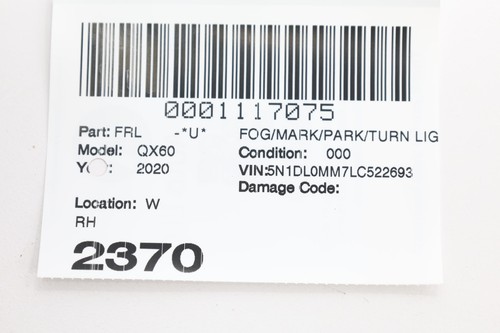 0001117075
Part: FRL -*U* FOG/MARK/PARK/TURN LIG
Model: QX60 Condition: 000
2020 VIN:5N1DL0MM7LC522693
Damage Code:
Location: W
RH
2370